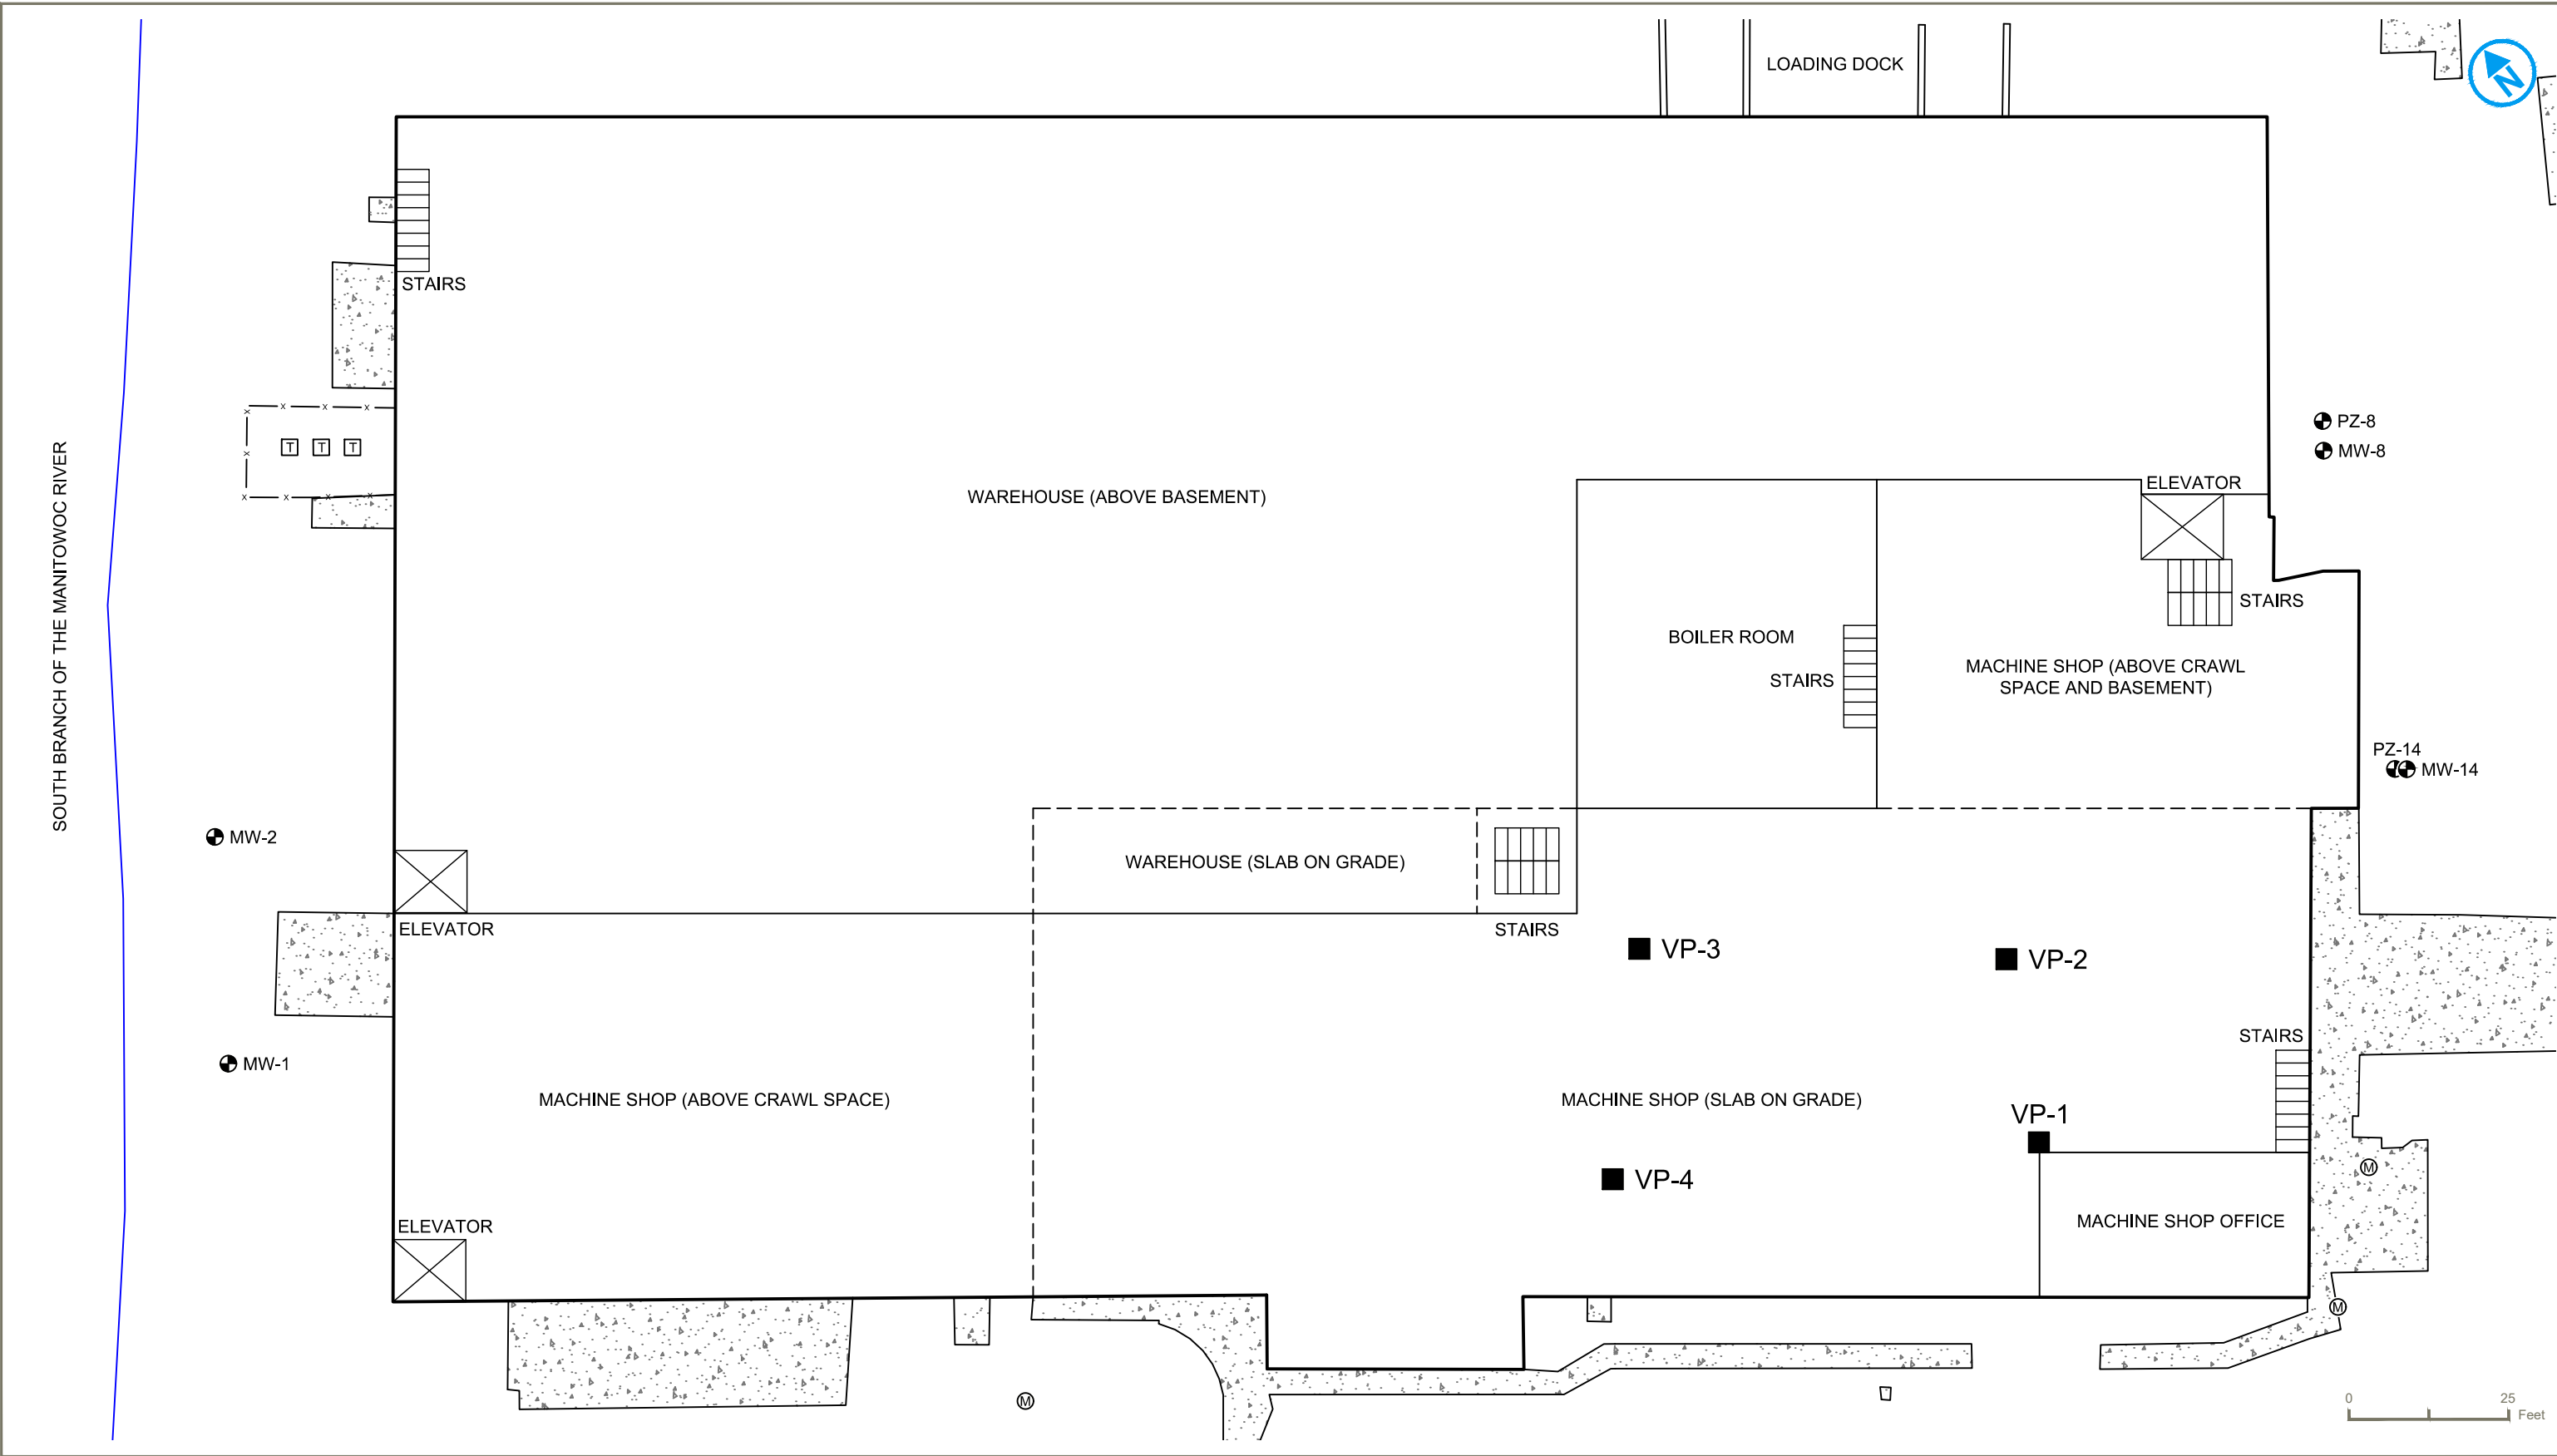 LOADING DOCK
N
STAIRS
T T T
SOUTH BRANCH OF THE MANITOWOC RIVER
WAREHOUSE (ABOVE BASEMENT)
PZ-8
MW-8
ELEVATOR
STAIRS
BOILER ROOM
STAIRS
MACHINE SHOP (ABOVE CRAWL
SPACE AND BASEMENT)
PZ-14
MW-14
MW-2
WAREHOUSE (SLAB ON GRADE)
ELEVATOR
STAIRS
VP-3
VP-2
MW-1
STAIRS
MACHINE SHOP (ABOVE CRAWL SPACE)
MACHINE SHOP (SLAB ON GRADE)
VP-1
M
VP-4
ELEVATOR
MACHINE SHOP OFFICE
M
M
0 25
Feet